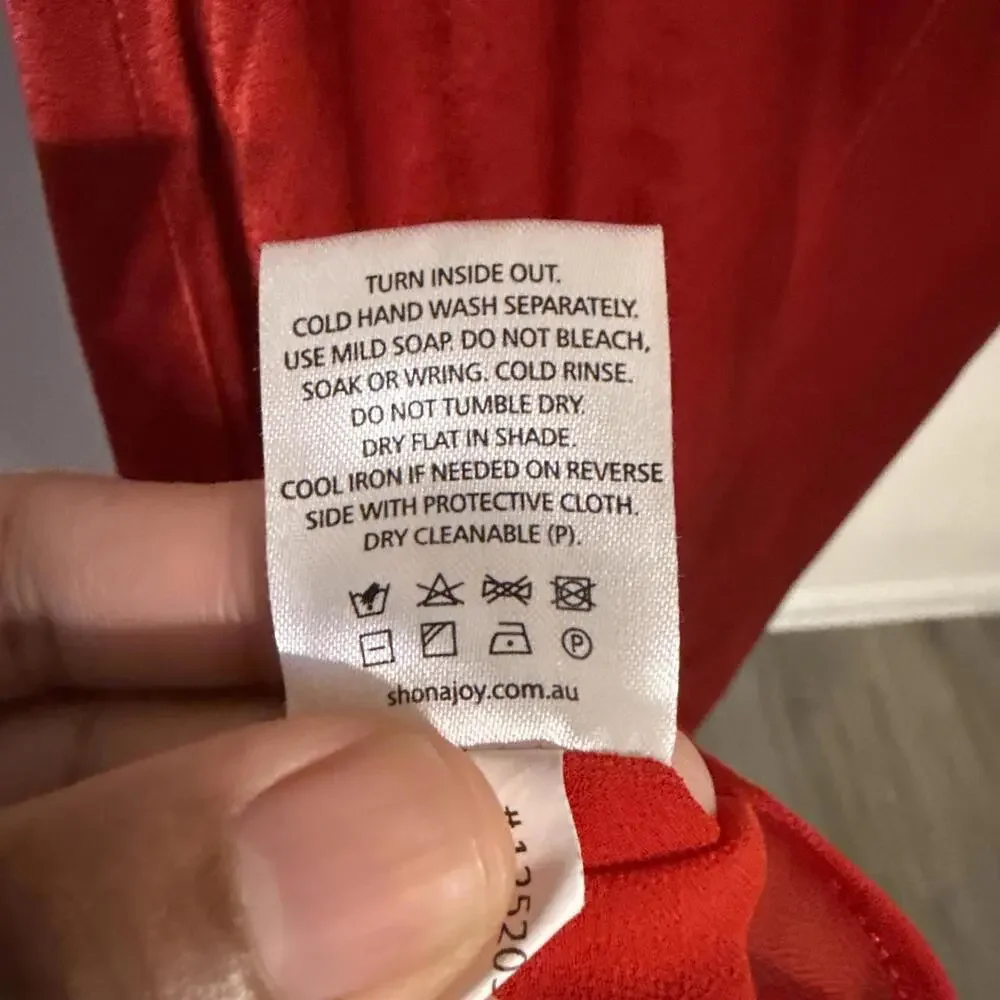 TURN INSIDE OUT.
COLD HAND WASH SEPARATELY.
USE MILD SOAP. DO NOT BLEACH,
SOAK OR WRING. COLD RINSE.
DO NOT TUMBLE DRY.
DRY FLAT IN SHADE.
COOL IRON IF NEEDED ON REVERSE
SIDE WITH PROTECTIVE CLOTH.
DRY CLEANABLE (P).
P
shonajoy.com.au